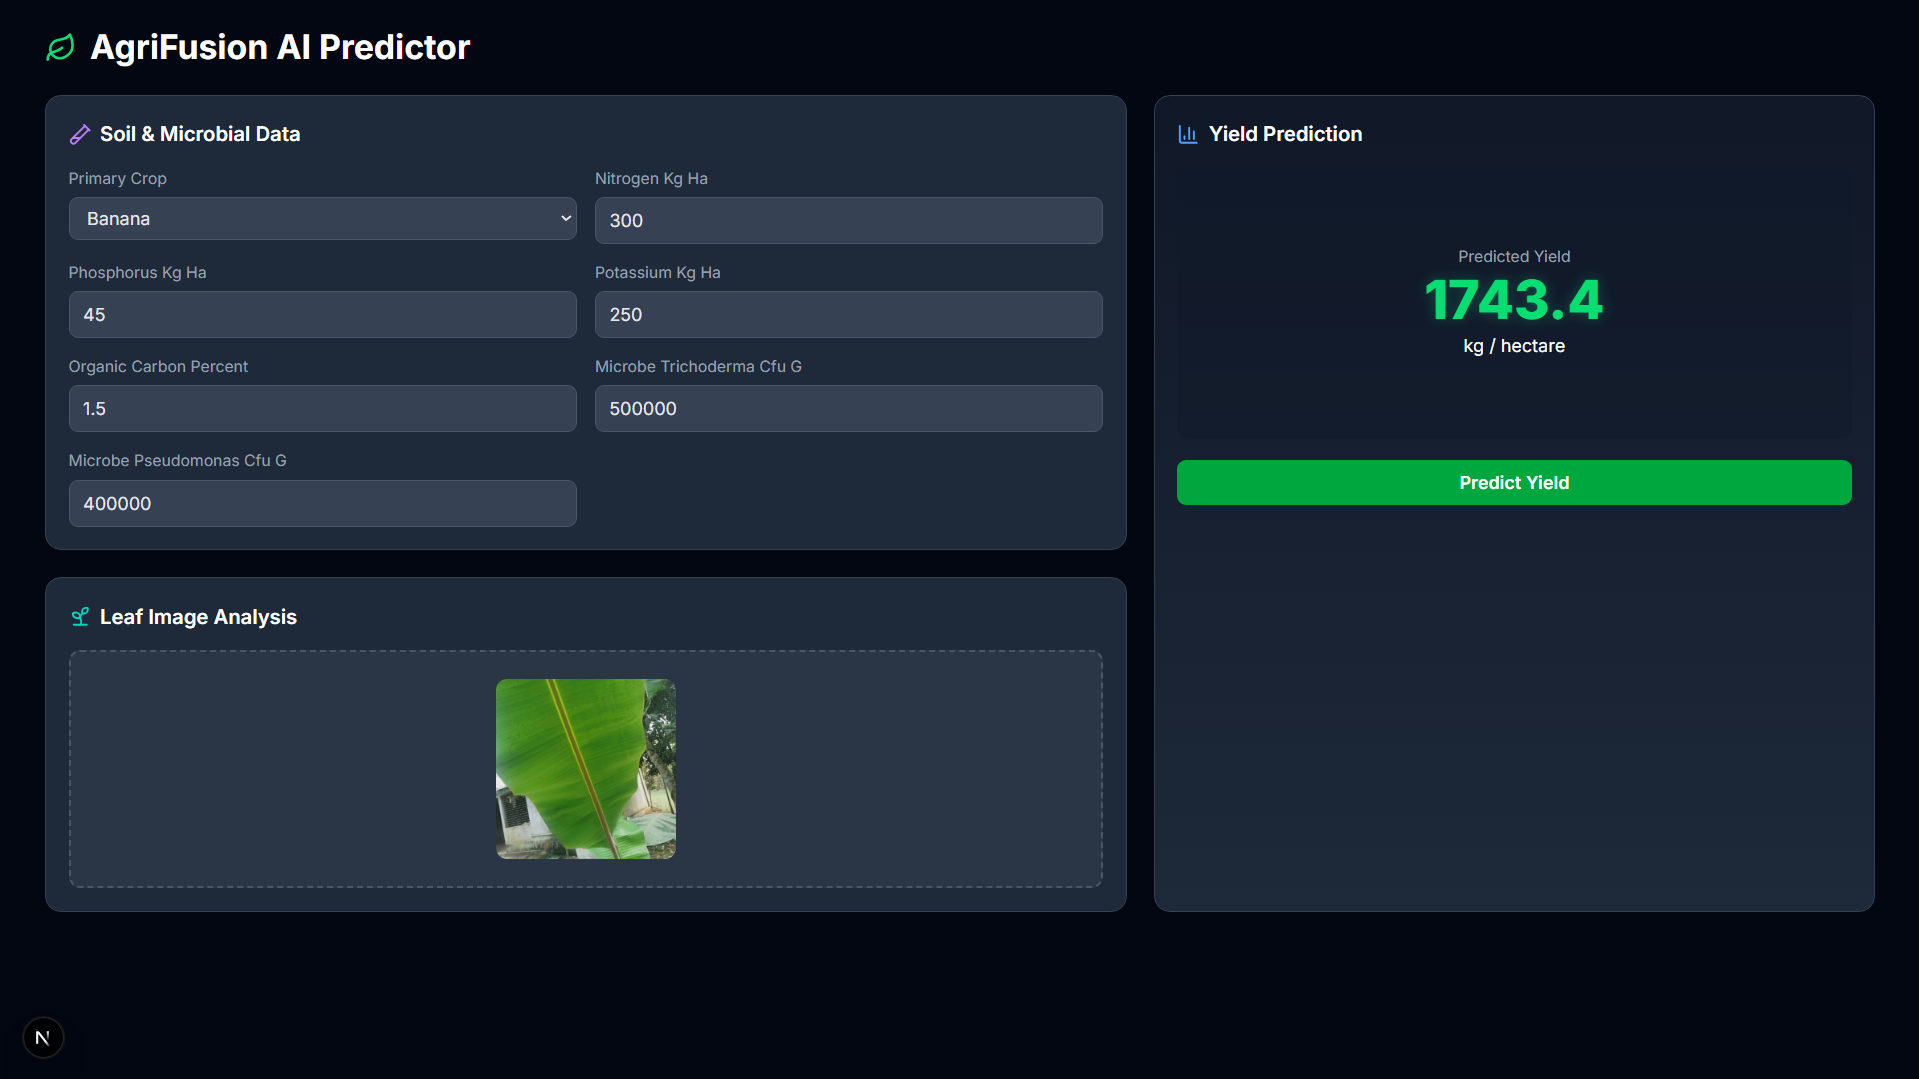 AgriFusion AI Predictor
Soil & Microbial Data
Primary Crop
Banana
Nitrogen Kg Ha
300
Phosphorus Kg Ha
45
Potassium Kg Ha
250
Organic Carbon Percent
1.5
Microbe Trichoderma Cfu G
500000
Microbe Pseudomonas Cfu G
400000
Leaf Image Analysis
Yield Prediction
Predicted Yield
1743.4
kg / hectare
Predict Yield
N